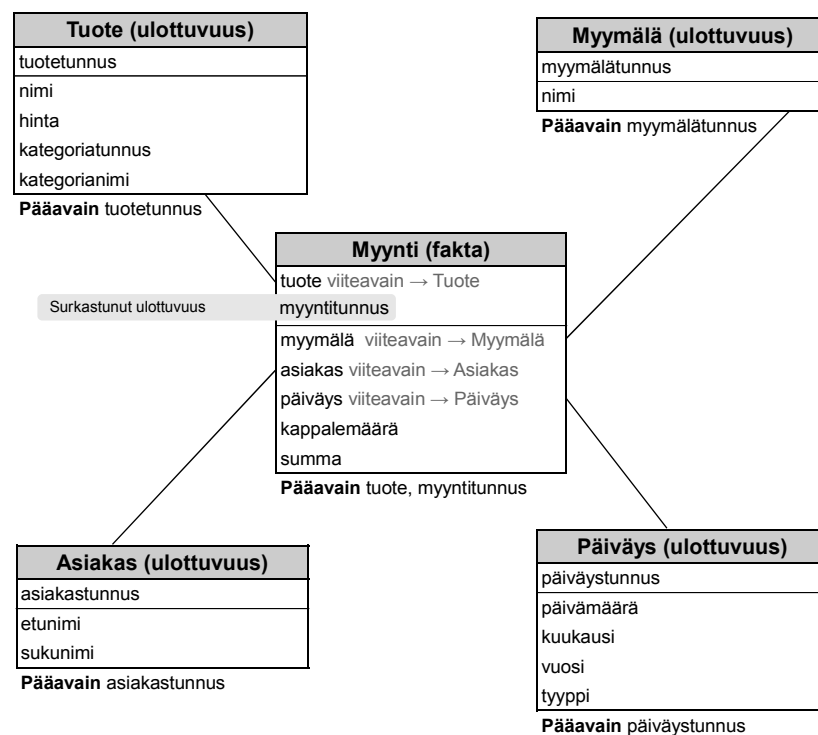 Tuote (ulottuvuus)
tuotetunnus
nimi
hinta
kategoriatunnus
kategorianimi
Pääavain tuotetunnus
Myymälä (ulottuvuus)
myymälätunnus
nimi
Pääavain myymälätunnus
Myynti (fakta)
tuote viiteavain → Tuote
Surkastunut ulottuvuus myyntitunnus
myymälä viiteavain → Myymälä
asiakas viiteavain → Asiakas
päiväys viiteavain → Päiväys
kappalemäärä
summa
Pääavain tuote, myyntitunnus
Asiakas (ulottuvuus)
asiakastunnus
etunimi
sukunimi
Pääavain asiakastunnus
Päiväys (ulottuvuus)
päiväystunnus
päivämäärä
kuukausi
vuosi
tyyppi
Pääavain päiväystunnus